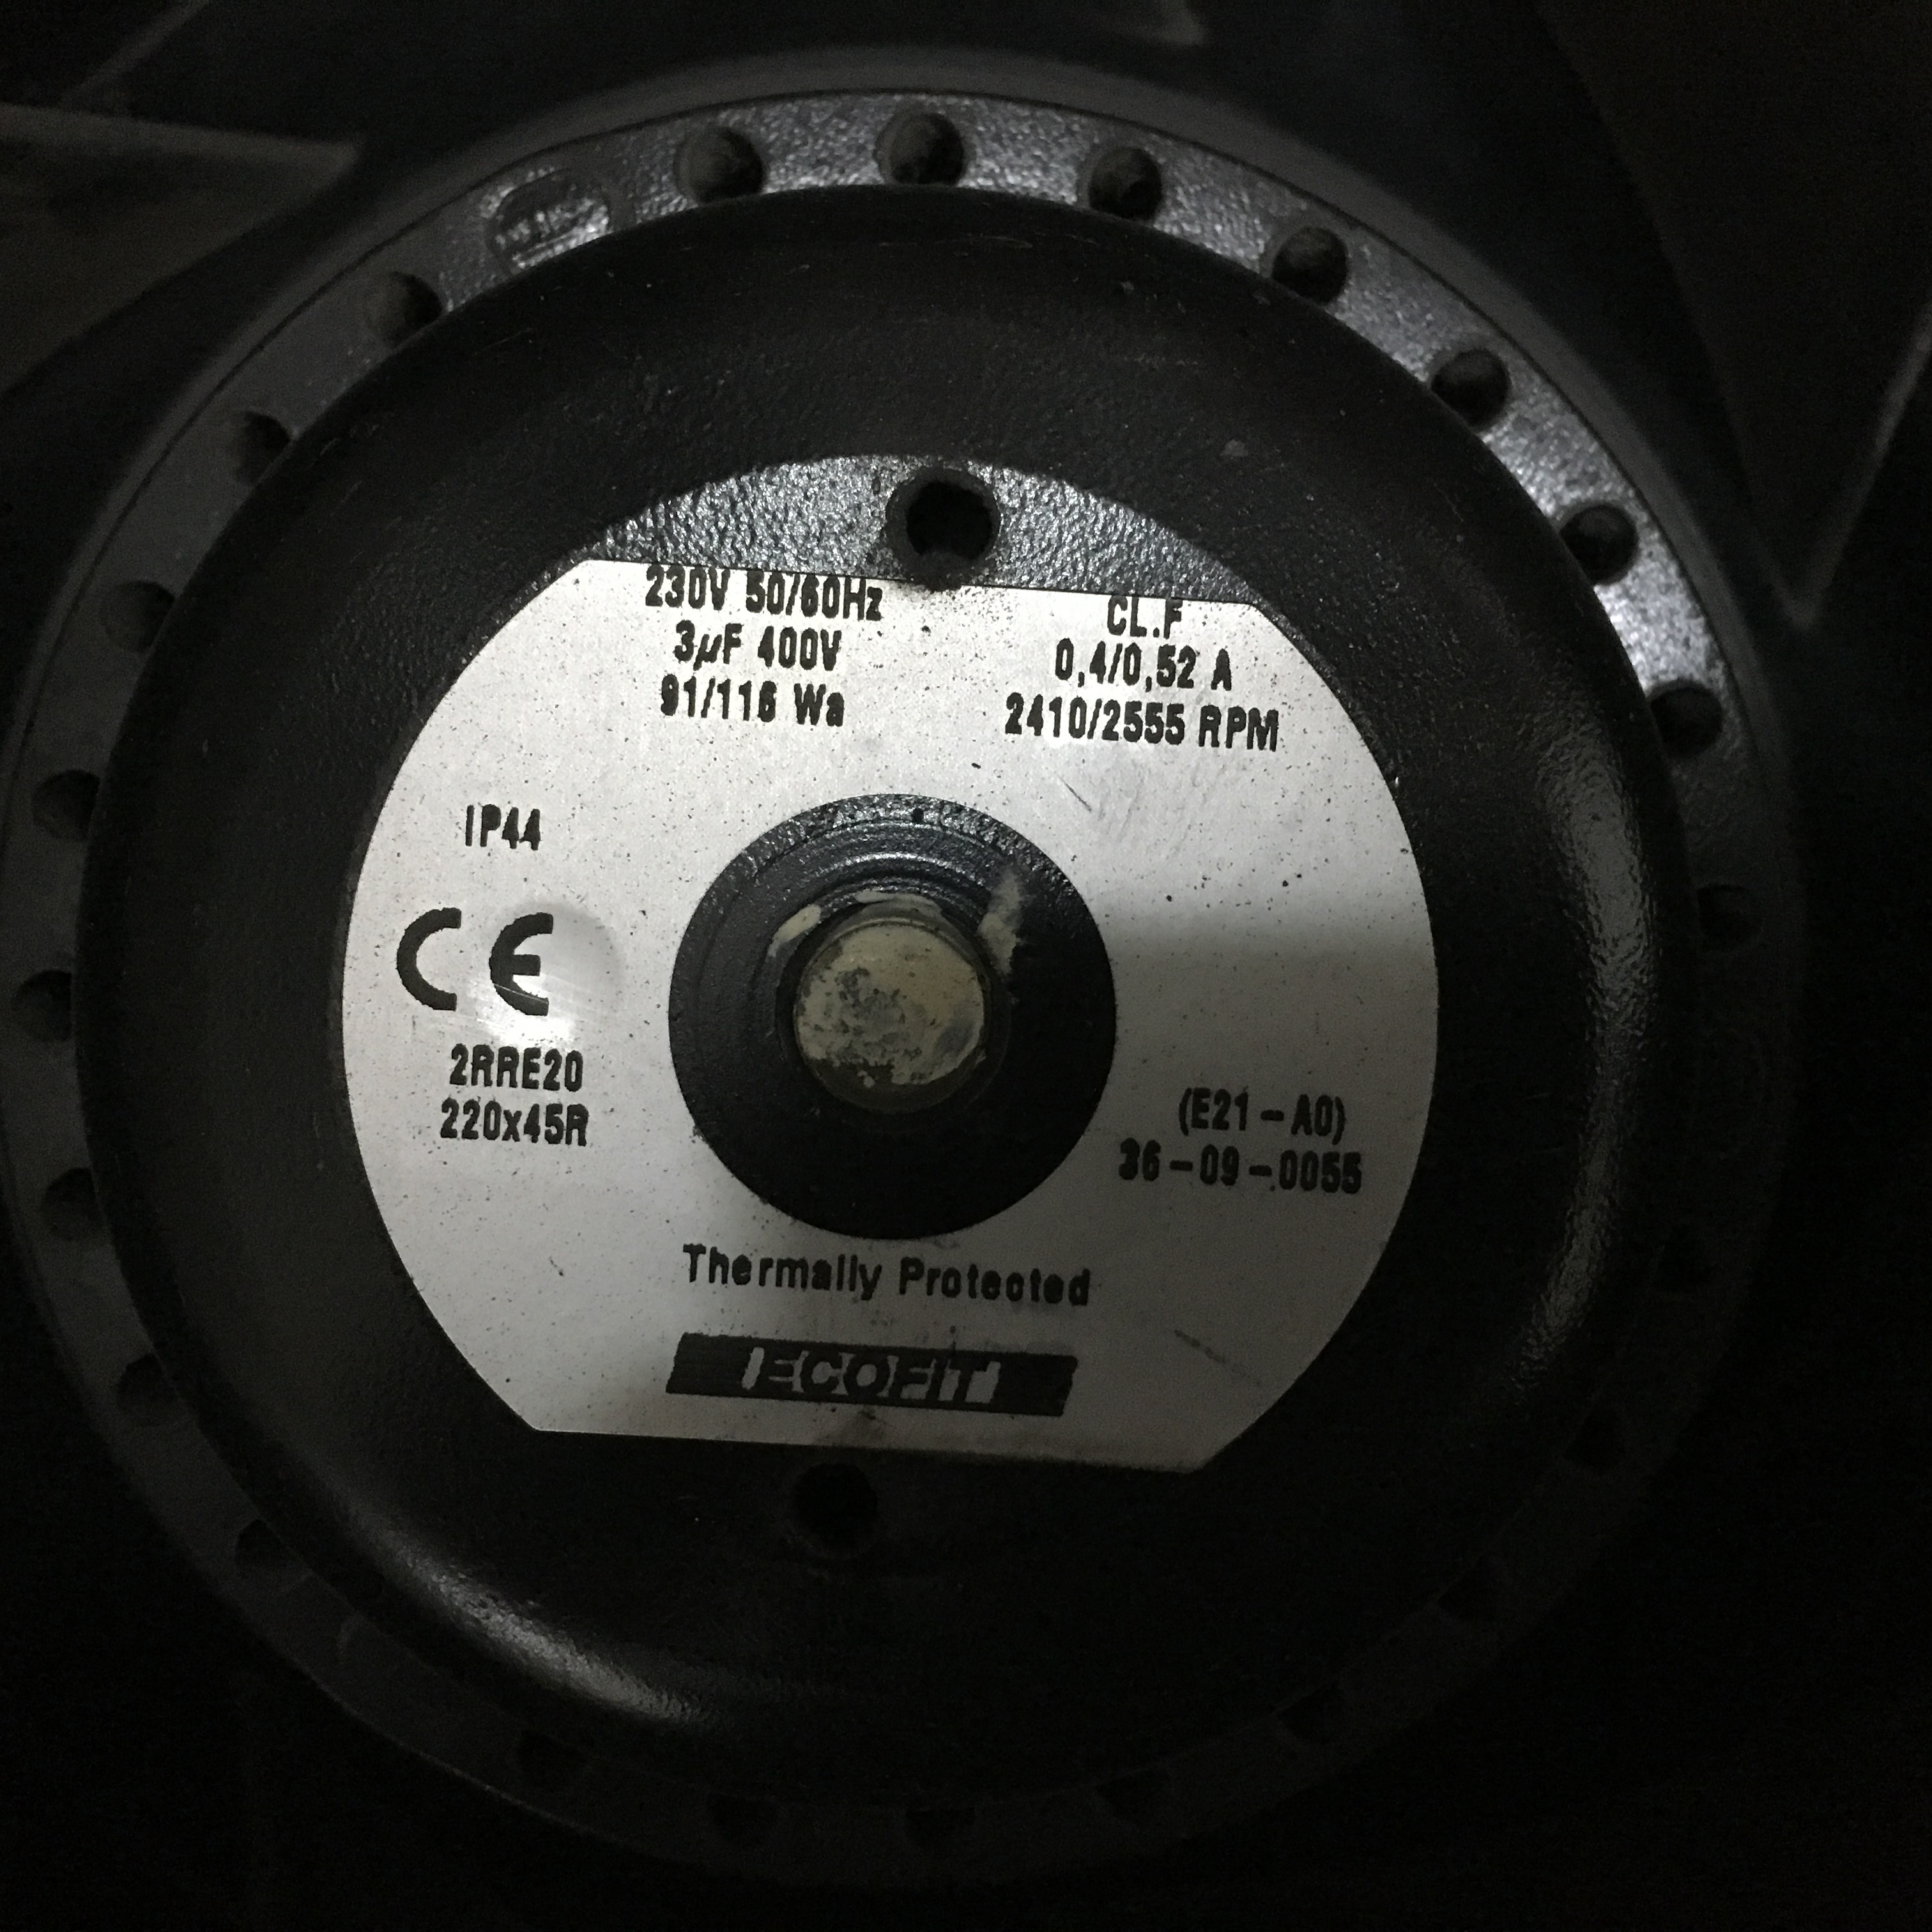 230V 50/60Hz
3µF 400V
91/116 Wa
CL.F
0,4/0,52 A
2410/2555 RPM
IP44
CE
2RRE20
220x45R
(E21-A0)
36-09-0055
Thermally Protected
ECOFIT